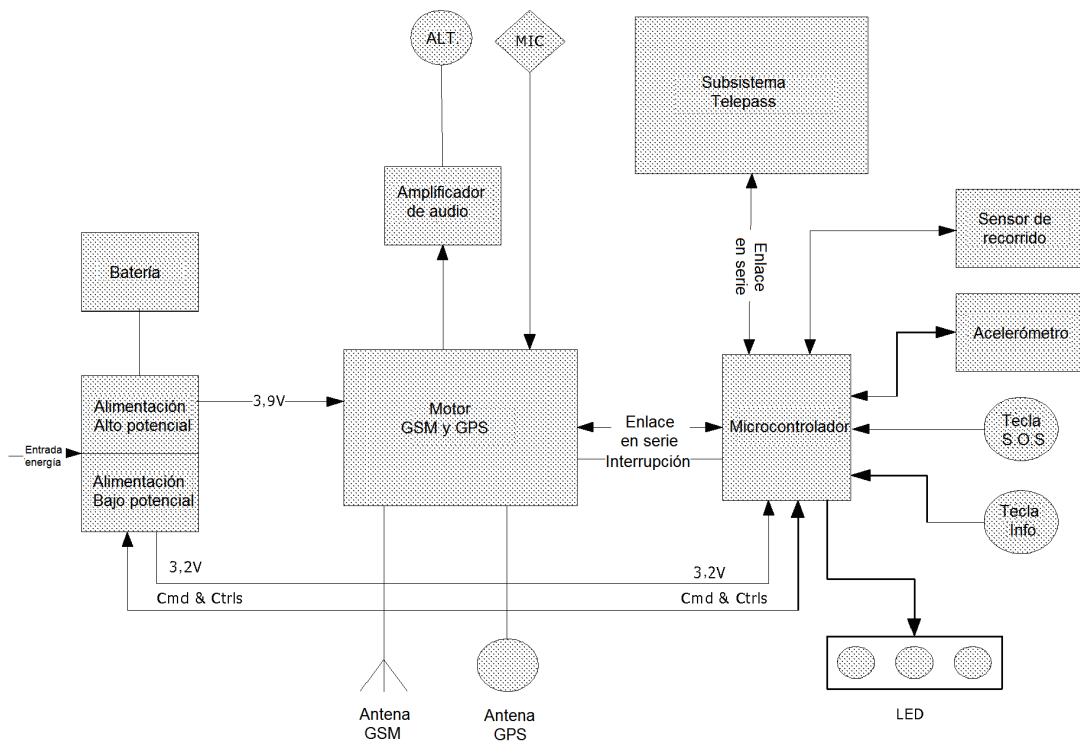 ALT.
MIC
Subsistema
Telepass
Amplificador
de audio
Sensor de
recorrido
Enlace
en serie
Batería
Acelerómetro
Alimentación
Alto potencial
3,9V
Motor
GSM y GPS
Enlace
en serie
Interrupción
Microcontrolador
Tecla
S.O.S
Entrada
energía
Alimentación
Bajo potencial
Tecla
Info.
3,2V
3,2V
Cmd & Ctrls
Cmd & Ctrls
Antena
GSM
Antena
GPS
LED